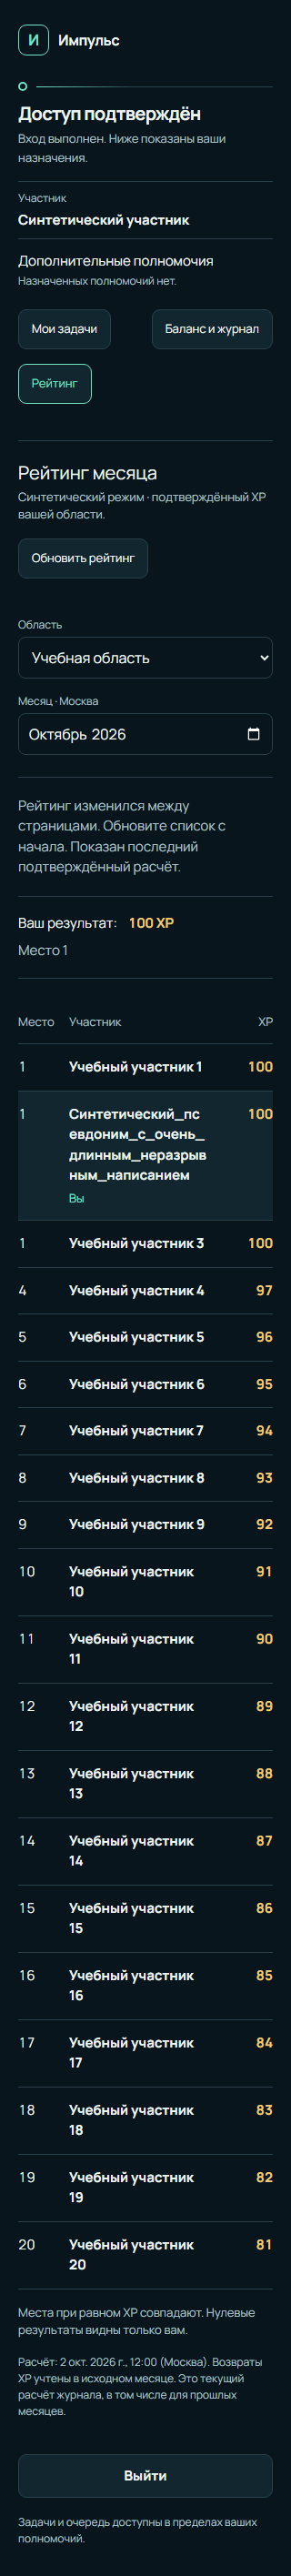 И Импульс
Доступ подтверждён
Вход выполнен. Ниже показаны ваши
назначения.
Участник
Синтетический участник
Дополнительные полномочия
Назначенных полномочий нет.
Мои задачи Баланс и журнал
Рейтинг
Рейтинг месяца
Синтетический режим · подтверждённый XP
вашей области.
Обновить рейтинг
Область
Учебная область
Месяц · Москва
Октябрь 2026
Рейтинг изменился между
страницами. Обновите список с
начала. Показан последний
подтверждённый расчёт.
Ваш результат: 100 XP
Место 1
Место Участник XP
1 Учебный участник 1 100
1 Синтетический_пс 100
евдоним_с_очень_
длинным_неразрыв
ным_написанием
Вы
1 Учебный участник 3 100
4 Учебный участник 4 97
5 Учебный участник 5 96
6 Учебный участник 6 95
7 Учебный участник 7 94
8 Учебный участник 8 93
9 Учебный участник 9 92
10 Учебный участник 91
10
11 Учебный участник 90
11
12 Учебный участник 89
12
13 Учебный участник 88
13
14 Учебный участник 87
14
15 Учебный участник 86
15
16 Учебный участник 85
16
17 Учебный участник 84
17
18 Учебный участник 83
18
19 Учебный участник 82
19
20 Учебный участник 81
20
Места при равном XP совпадают. Нулевые
результаты видны только вам.
Расчёт: 2 окт. 2026 г., 12:00 (Москва). Возвраты
XP учтены в исходном месяце. Это текущий
расчёт журнала, в том числе для прошлых
месяцев.
Выйти
Задачи и очередь доступны в пределах ваших
полномочий.